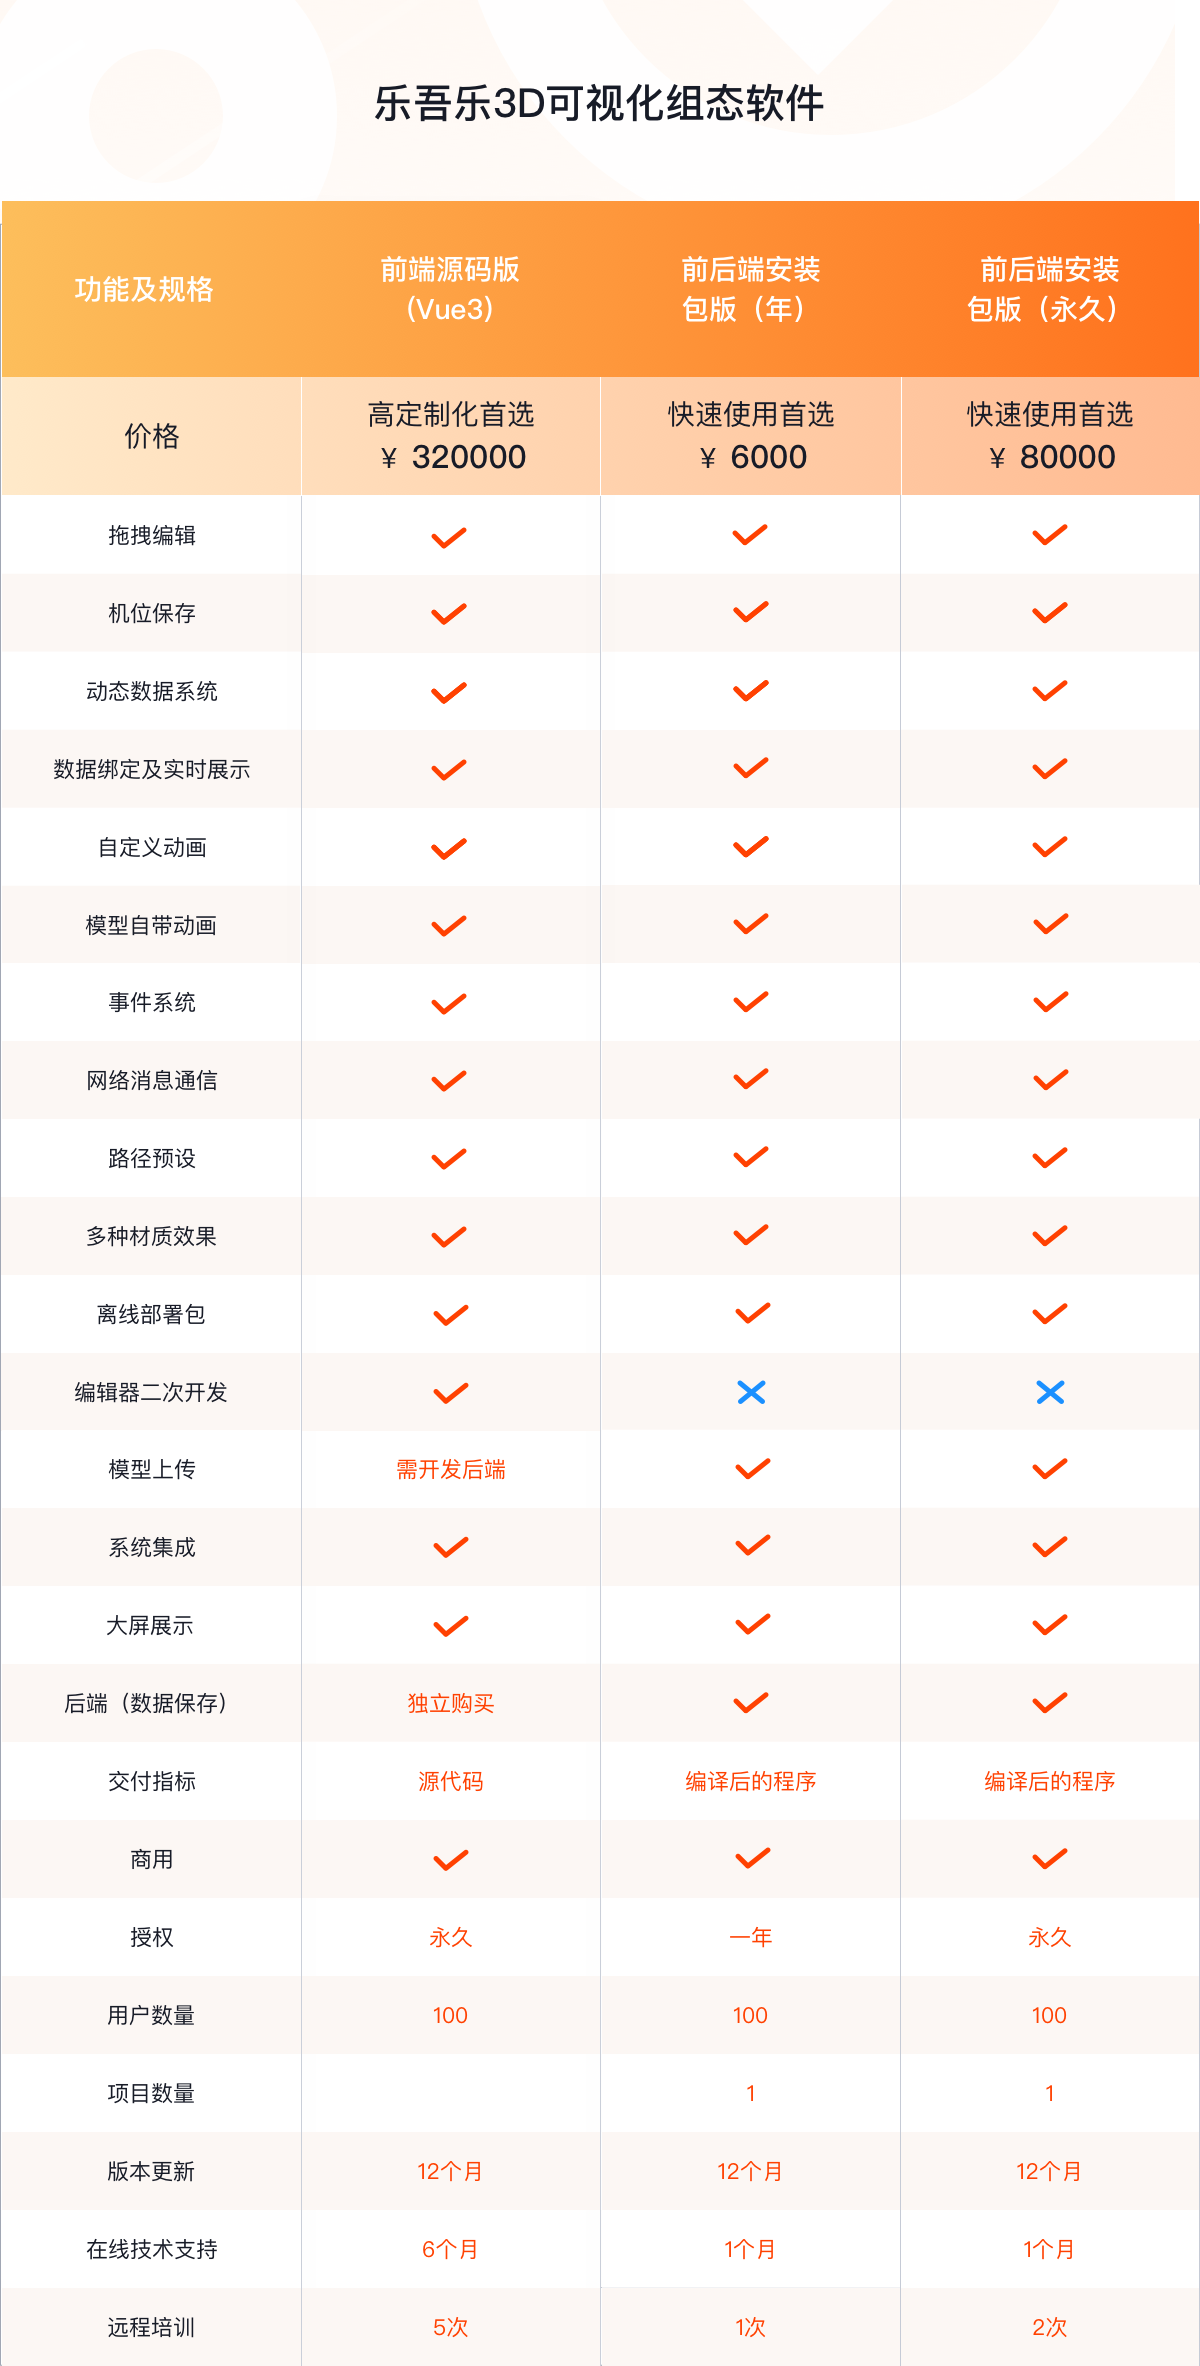 乐吾乐3D可视化组态软件
功能及规格
前端源码版
(Vue3)
前后端安装
包版（年）
前后端安装
包版（永久）
价格
高定制化首选
¥ 320000
快速使用首选
¥ 6000
快速使用首选
¥ 80000
拖拽编辑
机位保存
动态数据系统
数据绑定及实时展示
自定义动画
模型自带动画
事件系统
网络消息通信
路径预设
多种材质效果
离线部署包
编辑器二次开发
模型上传
需开发后端
系统集成
大屏展示
后端（数据保存）
独立购买
交付指标
源代码
编译后的程序
编译后的程序
商用
授权
永久
一年
永久
用户数量
100
100
100
项目数量
1
1
版本更新
12个月
12个月
12个月
在线技术支持
6个月
1个月
1个月
远程培训
5次
1次
2次